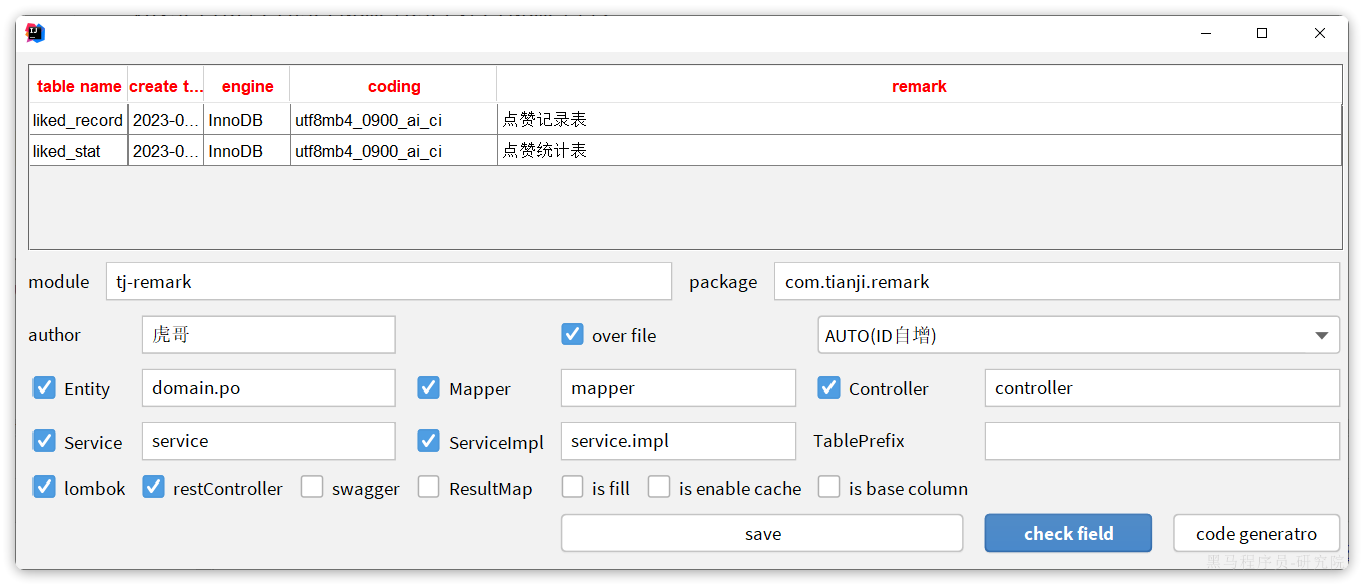 table name create t... engine coding remark
liked_record 2023-0... InnoDB utf8mb4_0900_ai_ci 点赞记录表
liked_stat 2023-0... InnoDB utf8mb4_0900_ai_ci 点赞统计表
module tj-remark package com.tianji.remark
author 虎哥 over file AUTO(ID自增)
Entity domain.po Mapper mapper Controller controller
Service service ServiceImpl service.impl TablePrefix
lombok restController swagger ResultMap is fill is enable cache is base column
save check field code generatro
黑马程序员-研究院